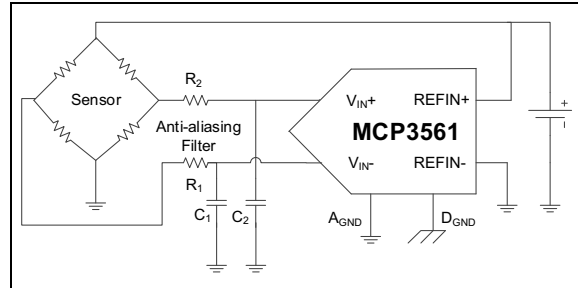 R2
Sensor
VIN+
REFIN+
Anti-aliasing
Filter
MCP3561
VIN-
REFIN-
R1
C1
C2
AGND
DGND
+
-